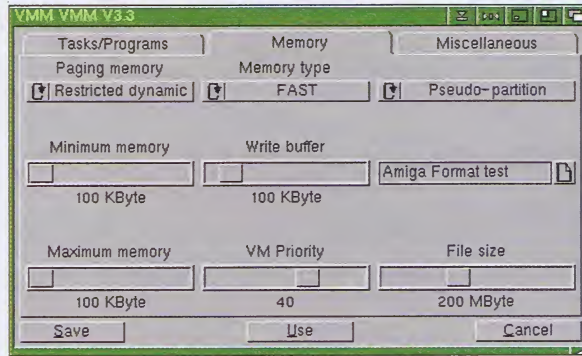 VMM VMM V3.3
Tasks/Programs Memory Miscellaneous
Paging memory Memory type
Restricted dynamic FAST Pseudo-partition
Minimum memory Write buffer
Amiga Format test
100 KByte 100 KByte
Maximum memory VM Priority File size
100 KByte 40 200 MByte
Save Use Cancel